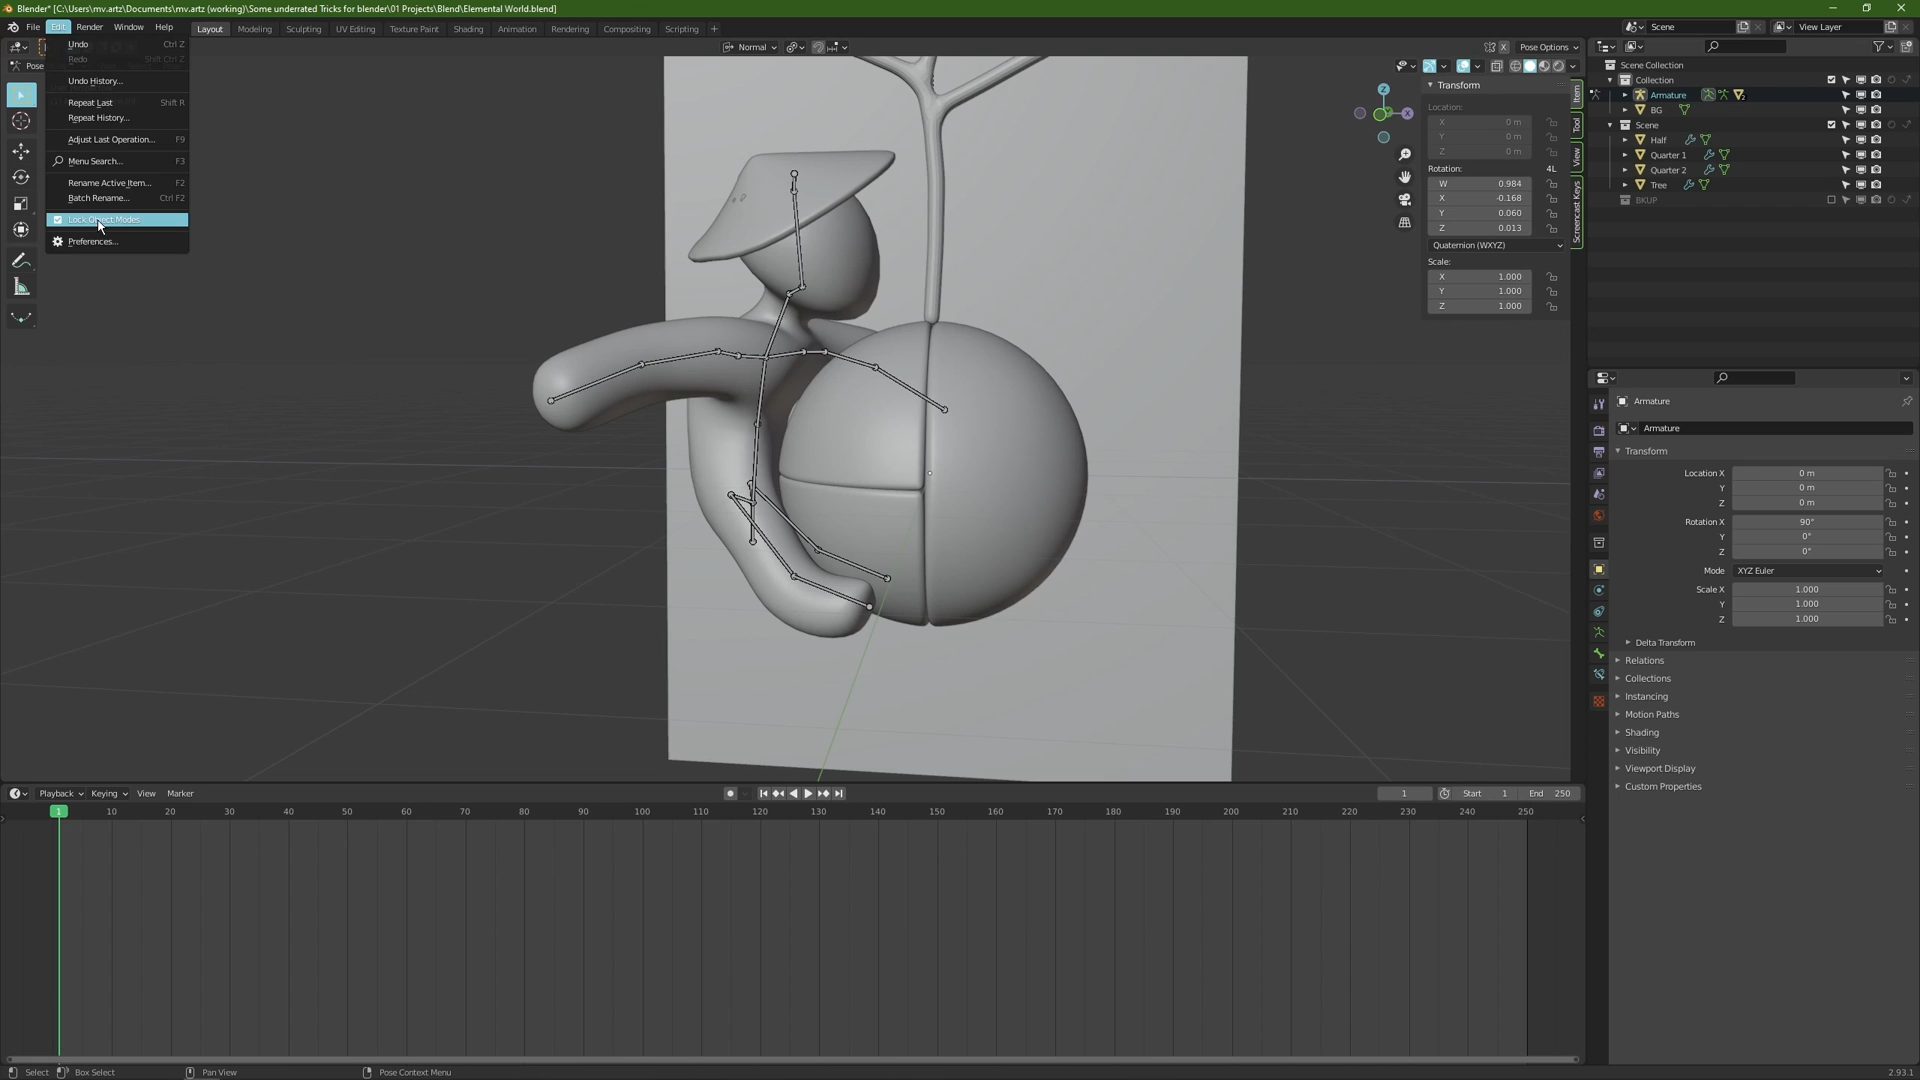 Blender* [C:\Users\mv.artz\Documents\mv.artz (working)\Some underrated Tricks for blender\01 Projects\Blend\Elemental World.blend]
File Edit Render Window Help Layout Modeling Sculpting UV Editing Texture Paint Shading Animation Rendering Compositing Scripting + Scene View Layer
Normal X Pose Options
Pose
Undo Ctrl Z
Redo Shift Ctrl Z
Undo History...
Repeat Last Shift R
Repeat History...
Adjust Last Operation... F9
Menu Search... F3
Rename Active Item... F2
Batch Rename... Ctrl F2
Lock Object Modes
Preferences...
Z
X
Transform
Location:
X 0 m
Y 0 m
Z 0 m
Rotation: 4L
W 0.984
X -0.168
Y 0.060
Z 0.013
Quaternion (WXYZ)
Scale:
X 1.000
Y 1.000
Z 1.000
Item
Tool
View
Screencast Keys
Scene Collection
Collection
Armature 2
BG
Scene
Half
Quarter 1
Quarter 2
Tree
BKUP
Armature
Armature
Transform
Location X 0 m
Y 0 m
Z 0 m
Rotation X 90°
Y 0°
Z 0°
Mode XYZ Euler
Scale X 1.000
Y 1.000
Z 1.000
Delta Transform
Relations
Collections
Instancing
Motion Paths
Shading
Visibility
Viewport Display
Custom Properties
Playback Keying View Marker 1 Start 1 End 250
1 10 20 30 40 50 60 70 80 90 100 110 120 130 140 150 160 170 180 190 200 210 220 230 240 250
Select Box Select Pan View Pose Context Menu 2.93.1